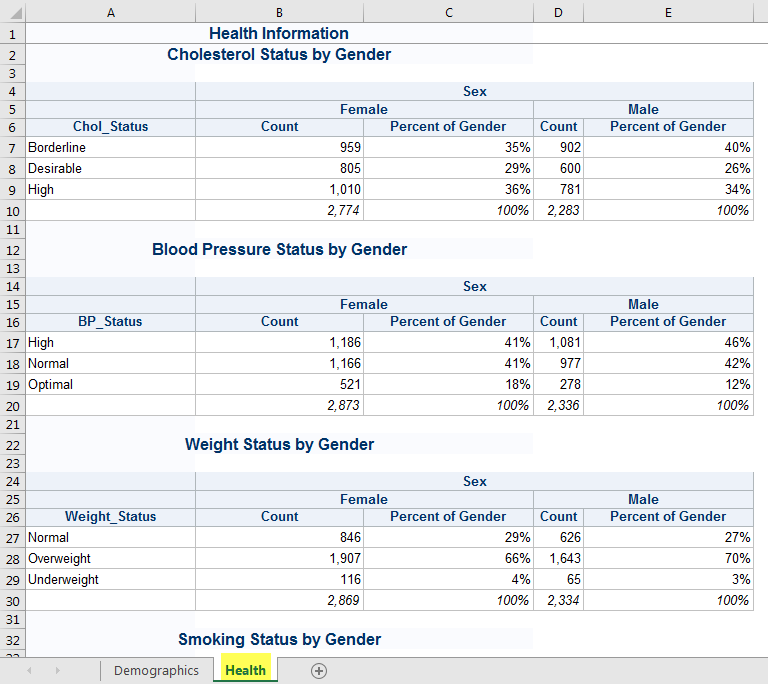 A B C D E
1 Health Information
2 Cholesterol Status by Gender
3
4 Sex
5 Female Male
6 Chol_Status Count Percent of Gender Count Percent of Gender
7 Borderline 959 35% 902 40%
8 Desirable 805 29% 600 26%
9 High 1,010 36% 781 34%
10 2,774 100% 2,283 100%
11
12 Blood Pressure Status by Gender
13
14 Sex
15 Female Male
16 BP_Status Count Percent of Gender Count Percent of Gender
17 High 1,186 41% 1,081 46%
18 Normal 1,166 41% 977 42%
19 Optimal 521 18% 278 12%
20 2,873 100% 2,336 100%
21
22 Weight Status by Gender
23
24 Sex
25 Female Male
26 Weight_Status Count Percent of Gender Count Percent of Gender
27 Normal 846 29% 626 27%
28 Overweight 1,907 66% 1,643 70%
29 Underweight 116 4% 65 3%
30 2,869 100% 2,334 100%
31
32 Smoking Status by Gender
Demographics Health